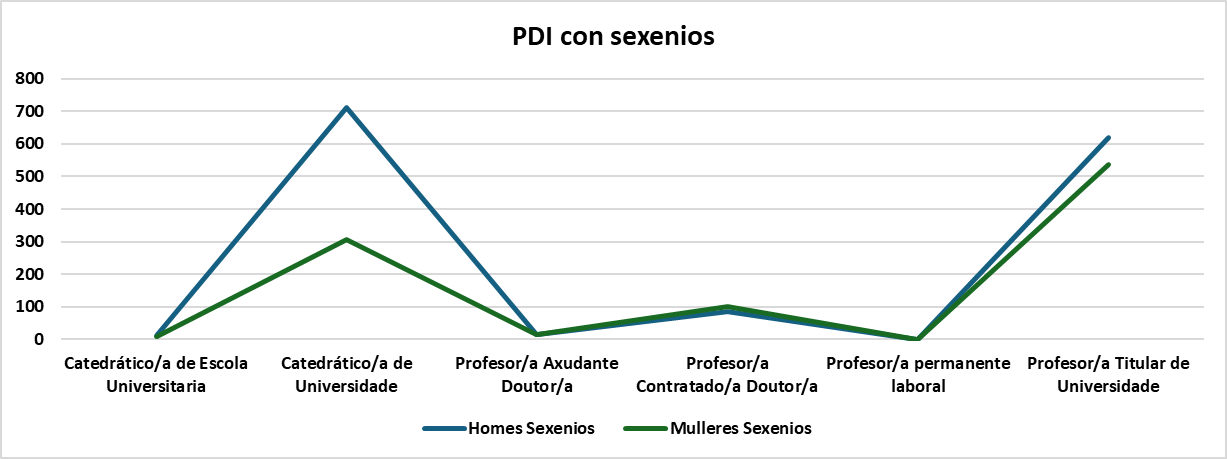 PDI con sexenios
800
700
600
500
400
300
200
100
0
Catedrático/a de Escola
Universitaria
Catedrático/a de
Universidade
Profesor/a Axudante
Doutor/a
Profesor/a
Contratado/a Doutor/a
Profesor/a permanente
laboral
Profesor/a Titular de
Universidade
Homes Sexenios
Mulleres Sexenios